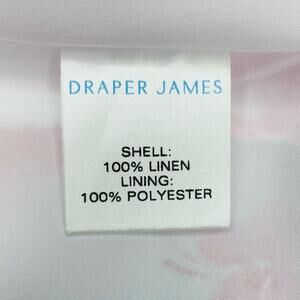 DRAPER JAMES
SHELL:
100% LINEN
LINING:
100% POLYESTER